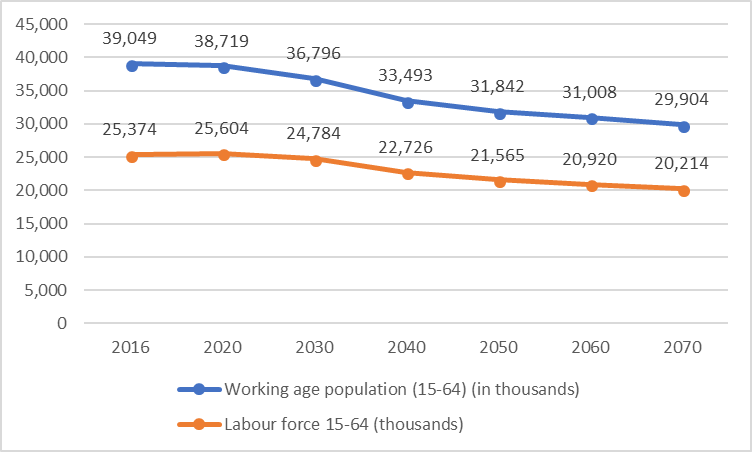 45,000
40,000
35,000
30,000
25,000
20,000
15,000
10,000
5,000
0
39,049 38,719 36,796 33,493 31,842 31,008 29,904
25,374 25,604 24,784 22,726 21,565 20,920 20,214
2016 2020 2030 2040 2050 2060 2070
Working age population (15-64) (in thousands)
Labour force 15-64 (thousands)